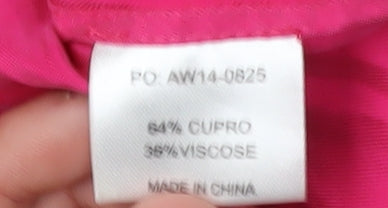 PO: AW14-0825
64% CUPRO
36%VISCOSE
MADE IN CHINA